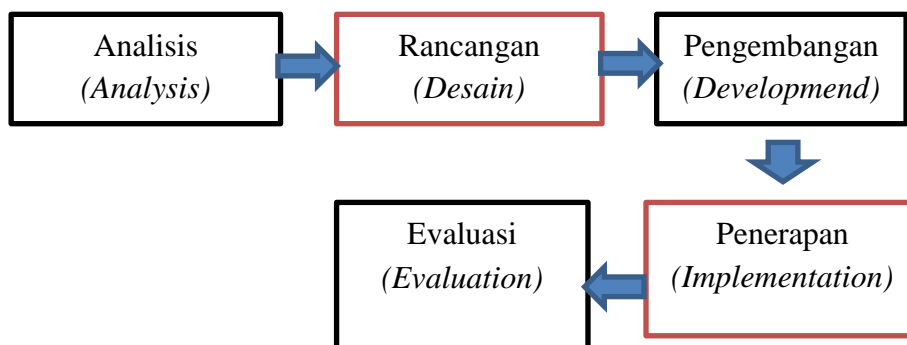 Analisis
(Analysis)
Rancangan
(Desain)
Pengembangan
(Developmend)
Penerapan
(Implementation)
Evaluasi
(Evaluation)